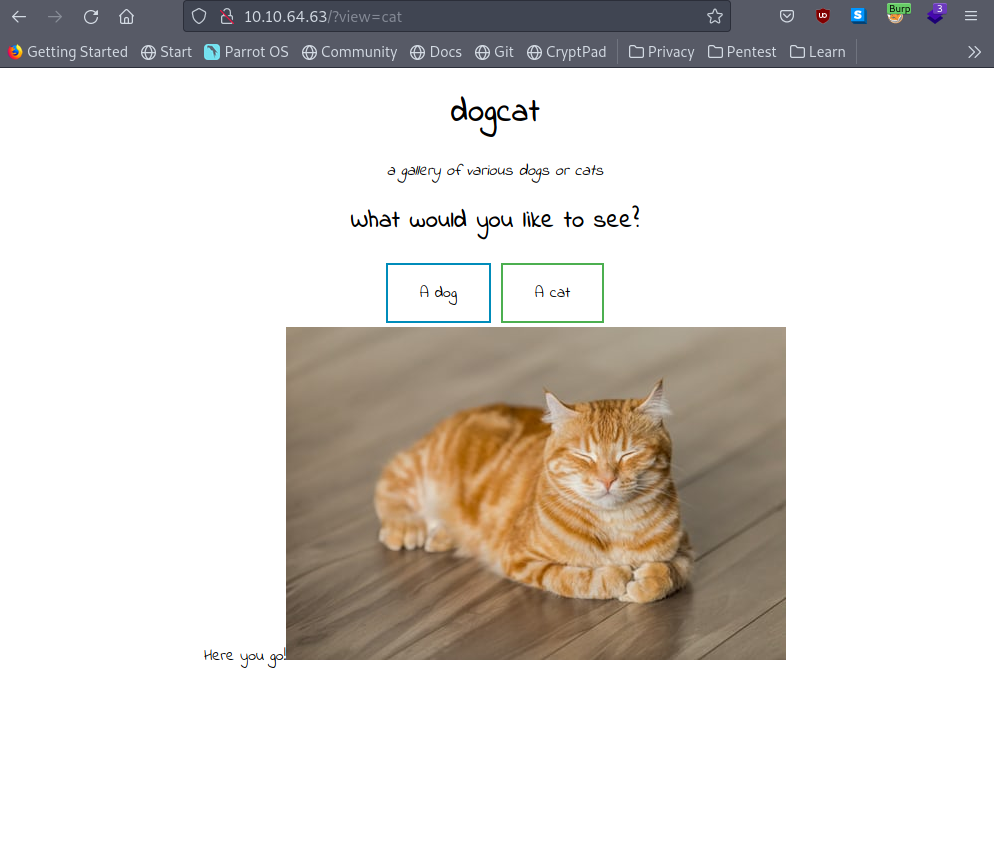 10.10.64.63/?view=cat
Burp
3
Getting Started Start Parrot OS Community Docs Git CryptPad Privacy Pentest Learn
dogcat
a gallery of various dogs or cats
What would you like to see?
A dog A cat
Here you go!